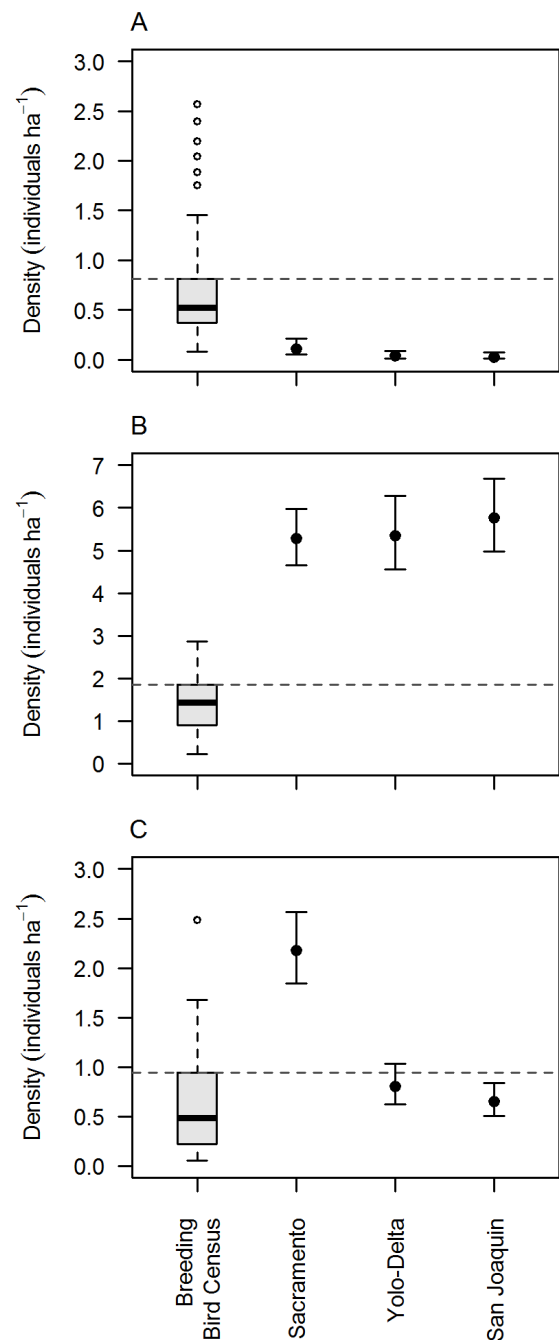 A
Density (individuals ha⁻¹)
3.0
2.5
2.0
1.5
1.0
0.5
0.0
B
Density (individuals ha⁻¹)
7
6
5
4
3
2
1
0
C
Density (individuals ha⁻¹)
3.0
2.5
2.0
1.5
1.0
0.5
0.0
Breeding
Bird Census
Sacramento
Yolo-Delta
San Joaquin